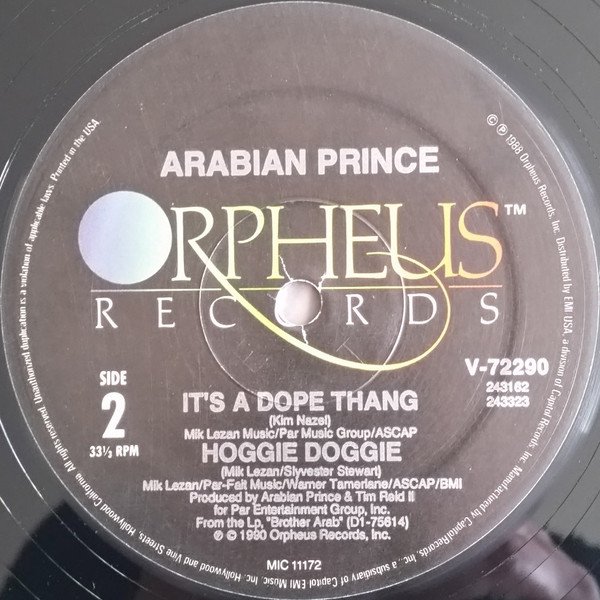 ARABIAN PRINCE
ORPHEUS™
RECORDS
SIDE
2
33⅓ RPM
V-72290
243162
243323
IT'S A DOPE THANG
(Kim Nazel)
Mik Lezan Music/Par Music Group/ASCAP
HOGGIE DOGGIE
(Mik Lezan/Slyvester Stewart)
Mik Lezan/Par-Fait Music/Warner Tamerlane/ASCAP/BMI
Produced by Arabian Prince & Tim Reid II
for Par Entertainment Group, Inc.
From the Lp, "Brother Arab" (D1-75614)
℗ © 1990 Orpheus Records, Inc.
MIC 11172
© ℗ 1988 Orpheus Records, Inc. Distributed by EMI USA, a division of Capitol Records, Inc. Manufactured by Capitol Records, Inc., a subsidiary of Capitol EMI Music, Inc. Hollywood and Vine Streets, Hollywood, California. All rights reserved. Unauthorized duplication is a violation of applicable laws. Printed in the USA.